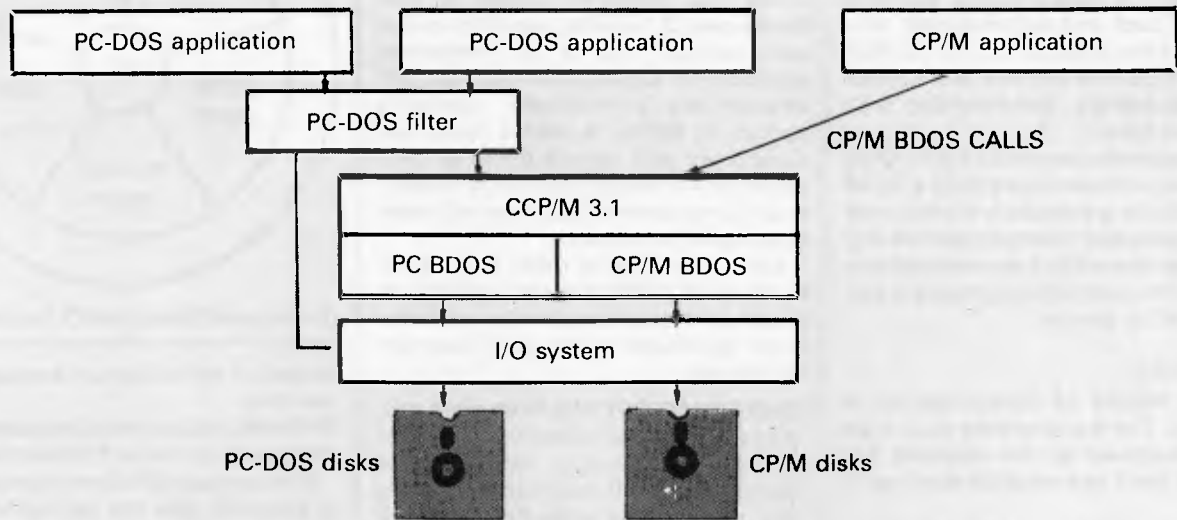 PC-DOS application
PC-DOS application
CP/M application
PC-DOS filter
CP/M BDOS CALLS
CCP/M 3.1
PC BDOS
CP/M BDOS
I/O system
PC-DOS disks
CP/M disks